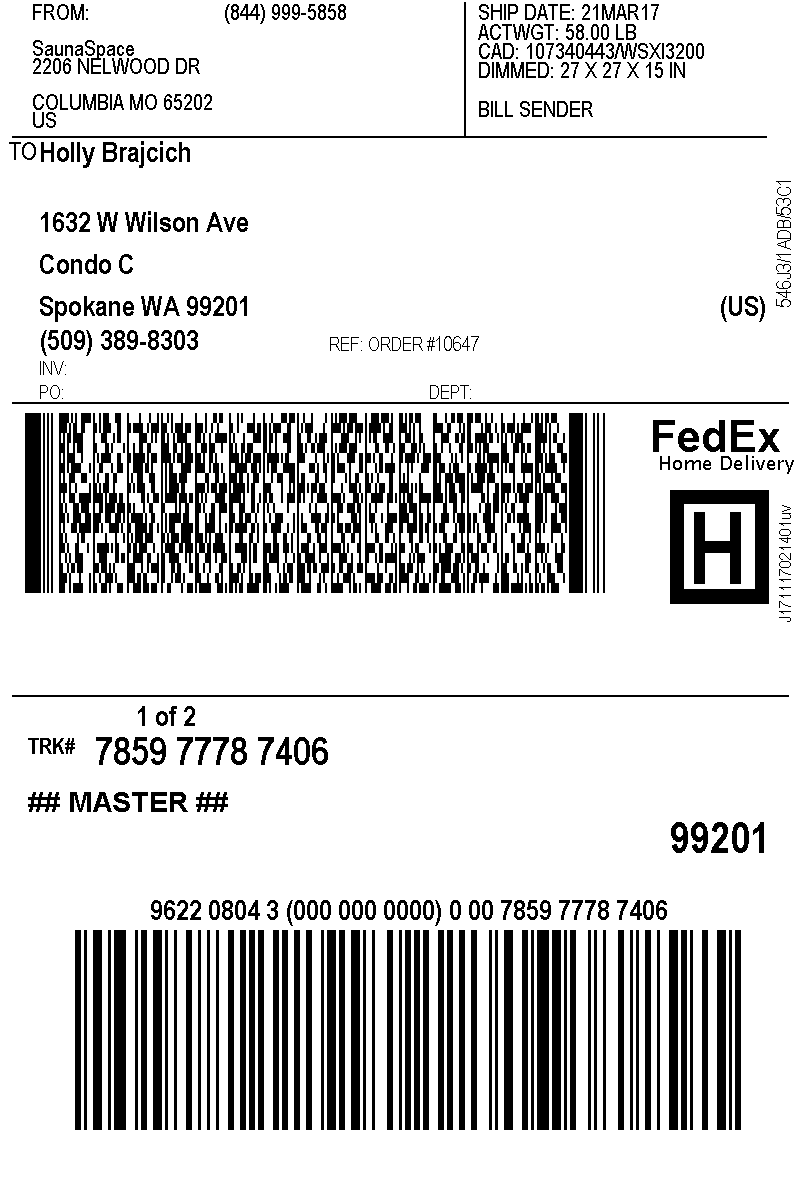 FROM: (844) 999-5858
SaunaSpace
2206 NELWOOD DR
COLUMBIA MO 65202
US
SHIP DATE: 21MAR17
ACTWGT: 58.00 LB
CAD: 107340443/WSXI3200
DIMMED: 27 X 27 X 15 IN
BILL SENDER
TO Holly Brajcich
1632 W Wilson Ave
Condo C
Spokane WA 99201 (US)
(509) 389-8303 REF: ORDER #10647
INV:
PO: DEPT:
546J3/1ADB/53C1
FedEx
Home Delivery
H
J171117021401uv
1 of 2
TRK# 7859 7778 7406
## MASTER ##
99201
9622 0804 3 (000 000 0000) 0 00 7859 7778 7406